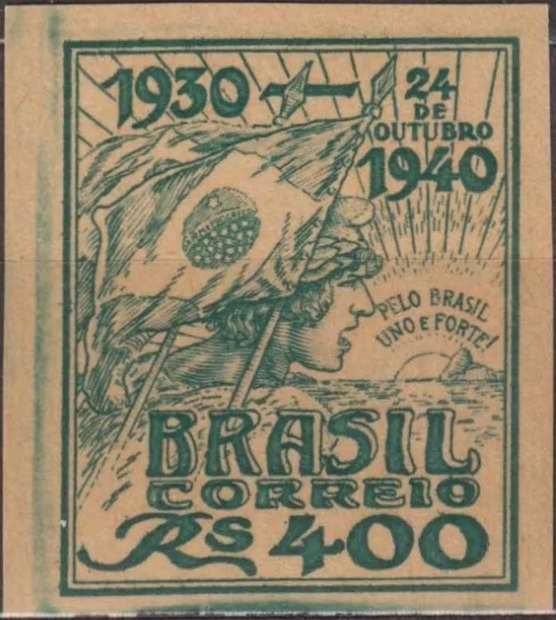 1930 — 24
DE
OUTUBRO
1940
PELO BRASIL
UNO E FORTE!
BRASIL
CORREIO
RS 400